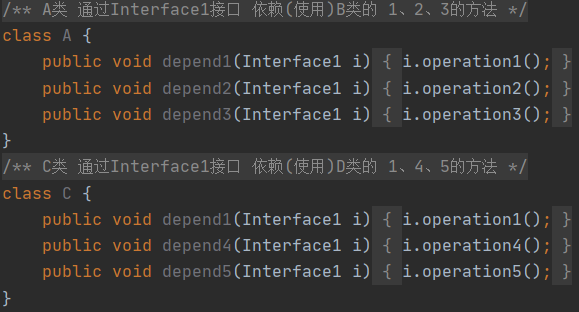 /** A类 通过Interface1接口 依赖(使用)B类的 1、2、3的方法 */
class A {
    public void depend1(Interface1 i) { i.operation1(); }
    public void depend2(Interface1 i) { i.operation2(); }
    public void depend3(Interface1 i) { i.operation3(); }
}
/** C类 通过Interface1接口 依赖(使用)D类的 1、4、5的方法 */
class C {
    public void depend1(Interface1 i) { i.operation1(); }
    public void depend4(Interface1 i) { i.operation4(); }
    public void depend5(Interface1 i) { i.operation5(); }
}